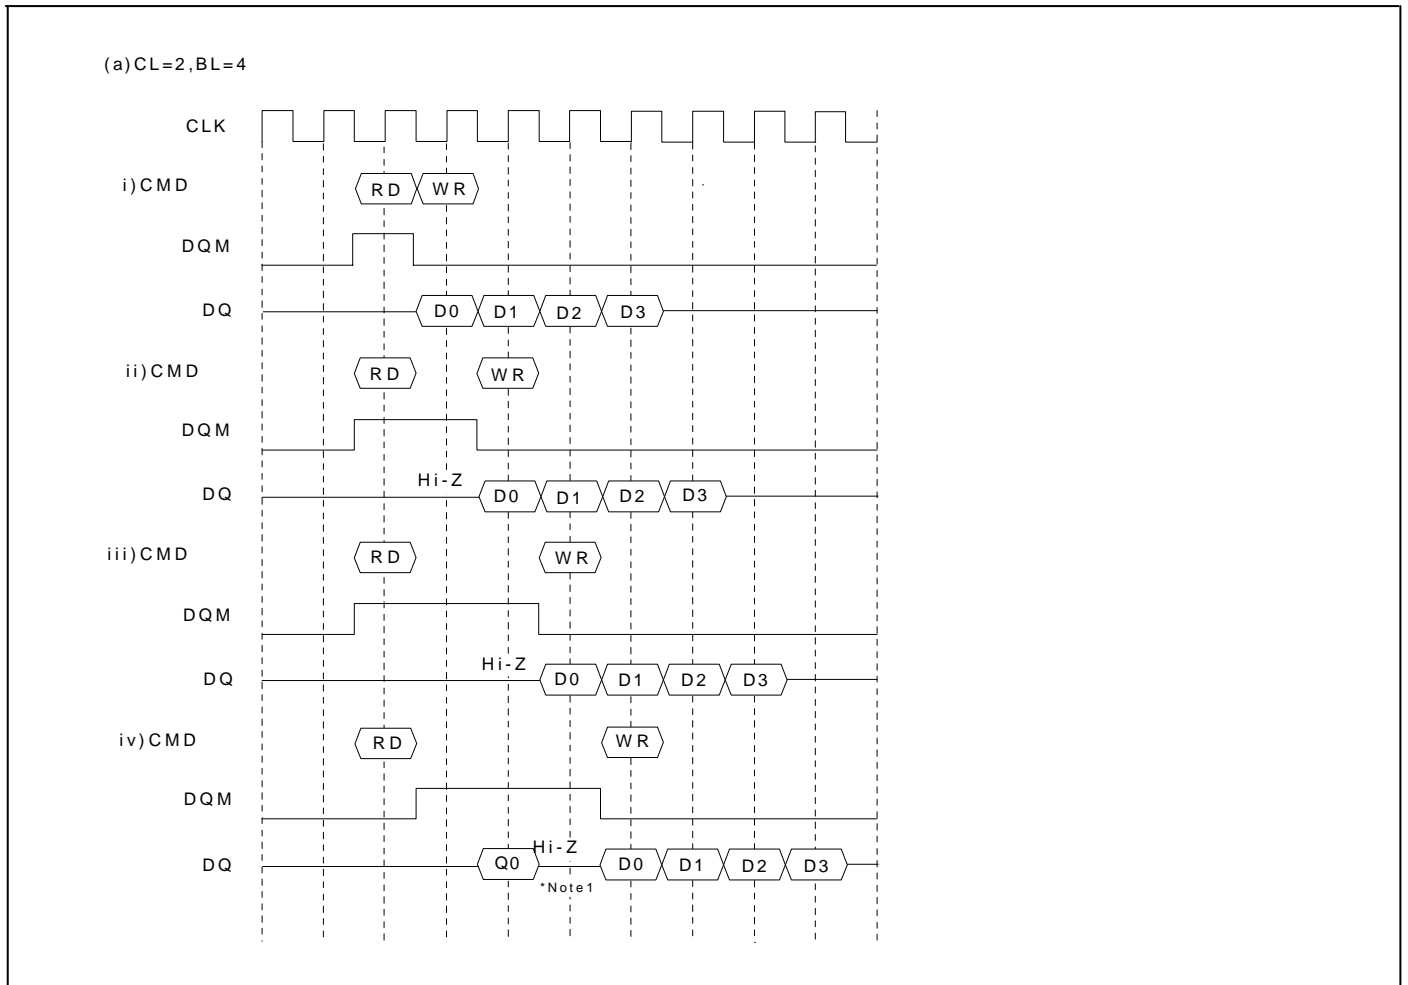 (a)CL=2,BL=4
CLK
i)CMD RD WR
DQM
DQ D0 D1 D2 D3
ii)CMD RD WR
DQM
Hi-Z
DQ D0 D1 D2 D3
iii)CMD RD WR
DQM
Hi-Z
DQ D0 D1 D2 D3
iv)CMD RD WR
DQM
Hi-Z
DQ Q0 D0 D1 D2 D3
*Note1